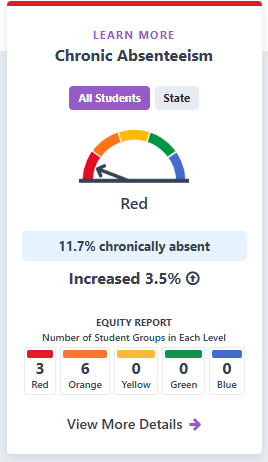 LEARN MORE
Chronic Absenteeism
All Students State
Red
11.7% chronically absent
Increased 3.5%
EQUITY REPORT
Number of Student Groups in Each Level
3 6 0 0 0
Red Orange Yellow Green Blue
View More Details